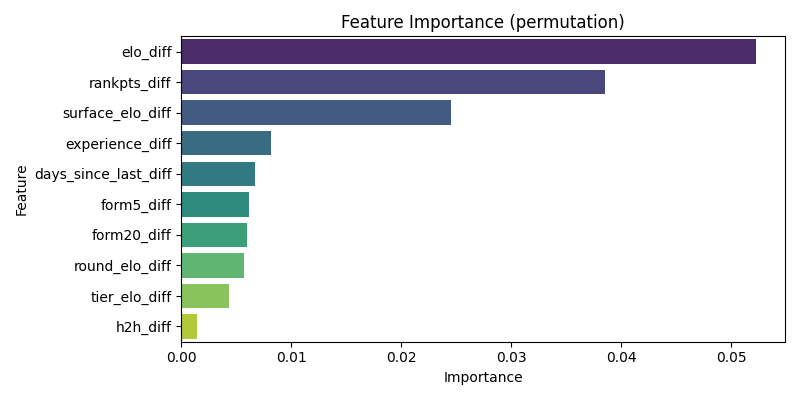 Feature Importance (permutation)
Feature
elo_diff
rankpts_diff
surface_elo_diff
experience_diff
days_since_last_diff
form5_diff
form20_diff
round_elo_diff
tier_elo_diff
h2h_diff
0.00 0.01 0.02 0.03 0.04 0.05
Importance